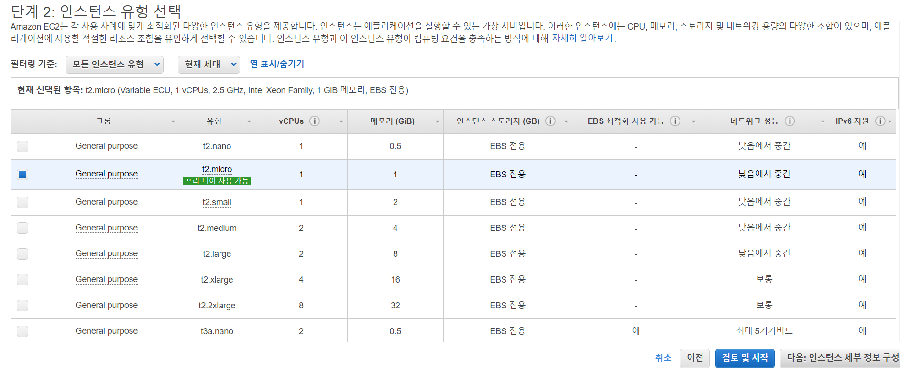 단계 2: 인스턴스 유형 선택
Amazon EC2는 각 사용 사례에 맞게 최적화된 다양한 인스턴스 유형을 제공합니다. 인스턴스는 애플리케이션을 실행할 수 있는 가상 서버입니다. 이러한 인스턴스에는 CPU, 메모리, 스토리지 및 네트워킹 용량의 다양한 조합이 있으며, 애플
리케이션에 사용할 적절한 리소스 조합을 유연하게 선택할 수 있습니다. 인스턴스 유형과 이 인스턴스 유형이 컴퓨팅 요건을 충족하는 방식에 대해 자세히 알아보기.
필터링 기준: 모든 인스턴스 유형 현재 세대 열 표시/숨기기
현재 선택된 항목: t2.micro (Variable ECU, 1 vCPUs, 2.5 GHz, Intel Xeon Family, 1 GiB 메모리, EBS 전용)
그룹 유형 vCPUs 메모리 (GiB) 인스턴스 스토리지 (GB) EBS 최적화 사용 가능 네트워크 성능 IPv6 지원
General purpose t2.nano 1 0.5 EBS 전용 - 낮음에서 중간 예
General purpose t2.micro 1 1 EBS 전용 - 낮음에서 중간 예
프리 티어 사용 가능
General purpose t2.small 1 2 EBS 전용 - 낮음에서 중간 예
General purpose t2.medium 2 4 EBS 전용 - 낮음에서 중간 예
General purpose t2.large 2 8 EBS 전용 - 낮음에서 중간 예
General purpose t2.xlarge 4 16 EBS 전용 - 보통 예
General purpose t2.2xlarge 8 32 EBS 전용 - 보통 예
General purpose t3a.nano 2 0.5 EBS 전용 예 최대 5기가비트 예
취소 이전 검토 및 시작 다음: 인스턴스 세부 정보 구성